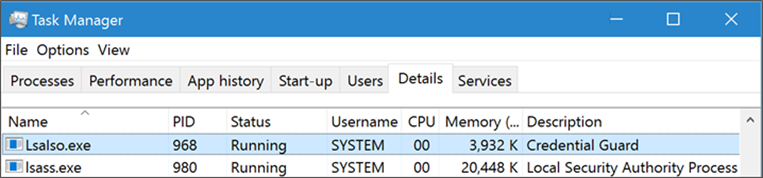 Task Manager
File Options View
Processes Performance App history Start-up Users Details Services
Name PID Status Username CPU Memory (... Description
LsaIso.exe 968 Running SYSTEM 00 3,932 K Credential Guard
lsass.exe 980 Running SYSTEM 00 20,448 K Local Security Authority Process